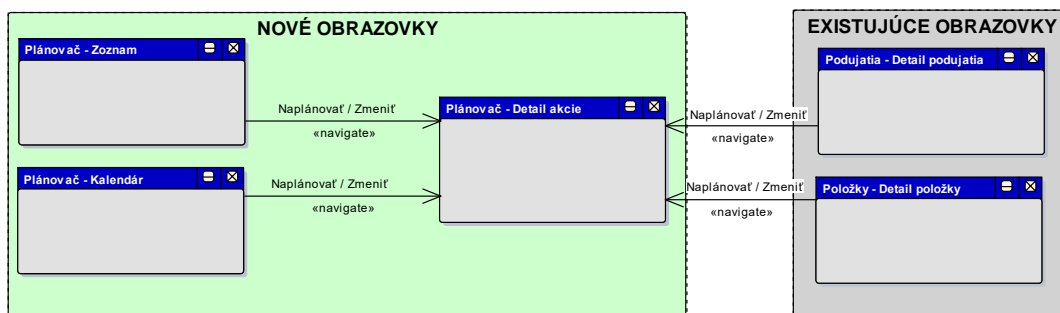 NOVÉ OBRAZOVKY
EXISTUJÚCE OBRAZOVKY
Plánovač - Zoznam
Podujatia - Detail podujatia
Naplánovať / Zmeniť
«navigate»
Plánovač - Detail akcie
Naplánovať / Zmeniť
«navigate»
Plánovač - Kalendár
Naplánovať / Zmeniť
«navigate»
Naplánovať / Zmeniť
«navigate»
Položky - Detail položky